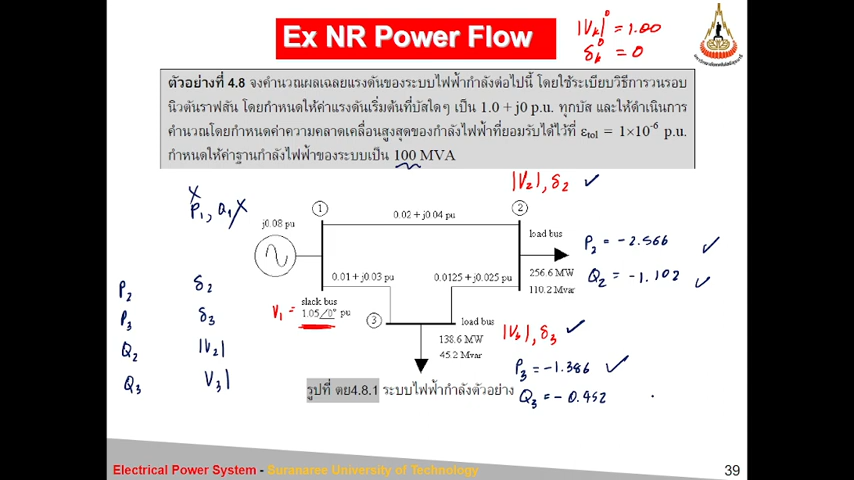 Ex NR Power Flow
|Vk|⁰ = 1.00
δk⁰ = 0
ตัวอย่างที่ 4.8 จงคำนวณผลเฉลยแรงดันของระบบไฟฟ้ากำลังต่อไปนี้ โดยใช้ระเบียบวิธีการวนรอบ
นิวตันราฟสัน โดยกำหนดให้ค่าแรงดันเริ่มต้นที่บัสใดๆ เป็น 1.0 + j0 p.u. ทุกบัส และให้ดำเนินการ
คำนวณโดยกำหนดค่าความคลาดเคลื่อนสูงสุดของกำลังไฟฟ้าที่ยอมรับได้ไว้ที่ εtol = 1×10⁻⁶ p.u.
กำหนดให้ค่าฐานกำลังไฟฟ้าของระบบเป็น 100 MVA
|V2|, δ2 ✓
P1, Q1 X
j0.08 pu
1
0.02 + j0.04 pu
2
load bus
P2 = -2.566 ✓
256.6 MW
110.2 Mvar
Q2 = -1.102 ✓
0.01 + j0.03 pu
0.0125 + j0.025 pu
P2 δ2
P3 δ3
Q2 |V2|
Q3 V3|
V1 =
slack bus
1.05∠0° pu
3
load bus
138.6 MW
45.2 Mvar
|V3|, δ3 ✓
P3 = -1.386 ✓
Q3 = -0.452
รูปที่ ตย4.8.1 ระบบไฟฟ้ากำลังตัวอย่าง
Electrical Power System - Suranaree University of Technology
39